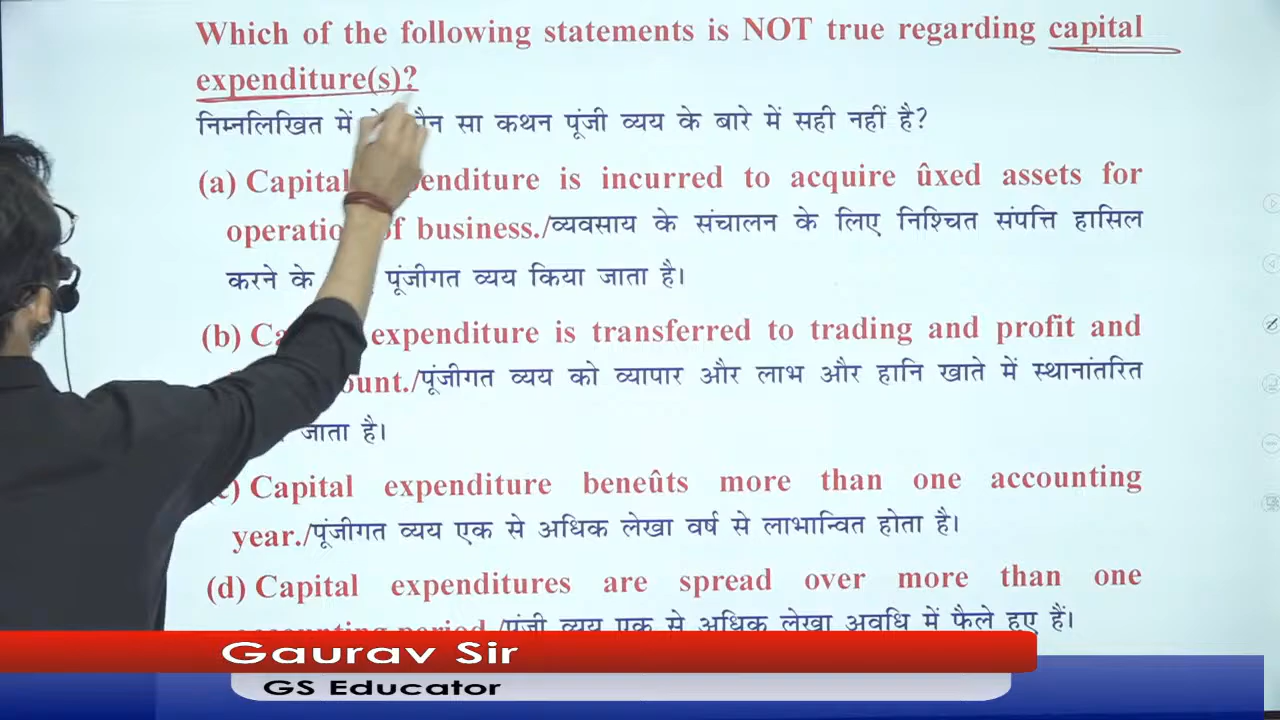 Which of the following statements is NOT true regarding capital
expenditure(s)?
निम्नलिखित में सा कथन पूंजी व्यय के बारे में सही नहीं है?
(a) Capital is incurred to acquire ûxed assets for
of business./व्यवसाय के संचालन के लिए निश्चित संपत्ति हासिल
करने के पूंजीगत व्यय किया जाता है।
(b) expenditure is transferred to trading and profit and
पूंजीगत व्यय को व्यापार और लाभ और हानि खाते में स्थानांतरित
जाता है।
Capital expenditure beneûts more than one accounting
year./पूंजीगत व्यय एक से अधिक लेखा वर्ष से लाभान्वित होता है।
(d) Capital expenditures are spread over more than one
पूंजी व्यय एक से अधिक लेखा अवधि में फैले हुए हैं।
Gaurav Sir
GS Educator